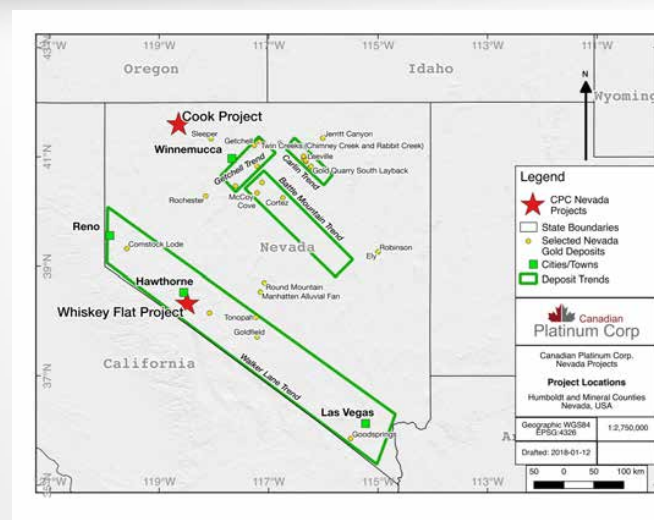 119°W 117°W 115°W 111°W
43°N
Oregon
Idaho
N
Wyoming
Cook Project
Sleeper
Getchell
Jerritt Canyon
Twin Creeks (Chimney Creek and Rabbit Creek)
Winnemucca
41°N
Leeville
Getchell Trend
Carlin Trend
Gold Quarry South Layback
Rochester
McCoy
Cove
Cortez
Battle Mountain Trend
Reno
Nevada
Comstock Lode
Robinson
Ely
39°N
Hawthorne
Round Mountain
Manhatten Alluvial Fan
Whiskey Flat Project
Tonopah
Goldfield
California
37°N
Walker Lane Trend
Las Vegas
Goodsprings
35°N
119°W 117°W 115°W 113°W
Legend
CPC Nevada
Projects
State Boundaries
Selected Nevada
Gold Deposits
Cities/Towns
Deposit Trends
Canadian
Platinum Corp
Canadian Platinum Corp.
Nevada Projects
Project Locations
Humboldt and Mineral Counties
Nevada, USA
Geographic WGS84
EPSG:4326
1:2,750,000
Drafted: 2018-01-12
50 0 50 100 km